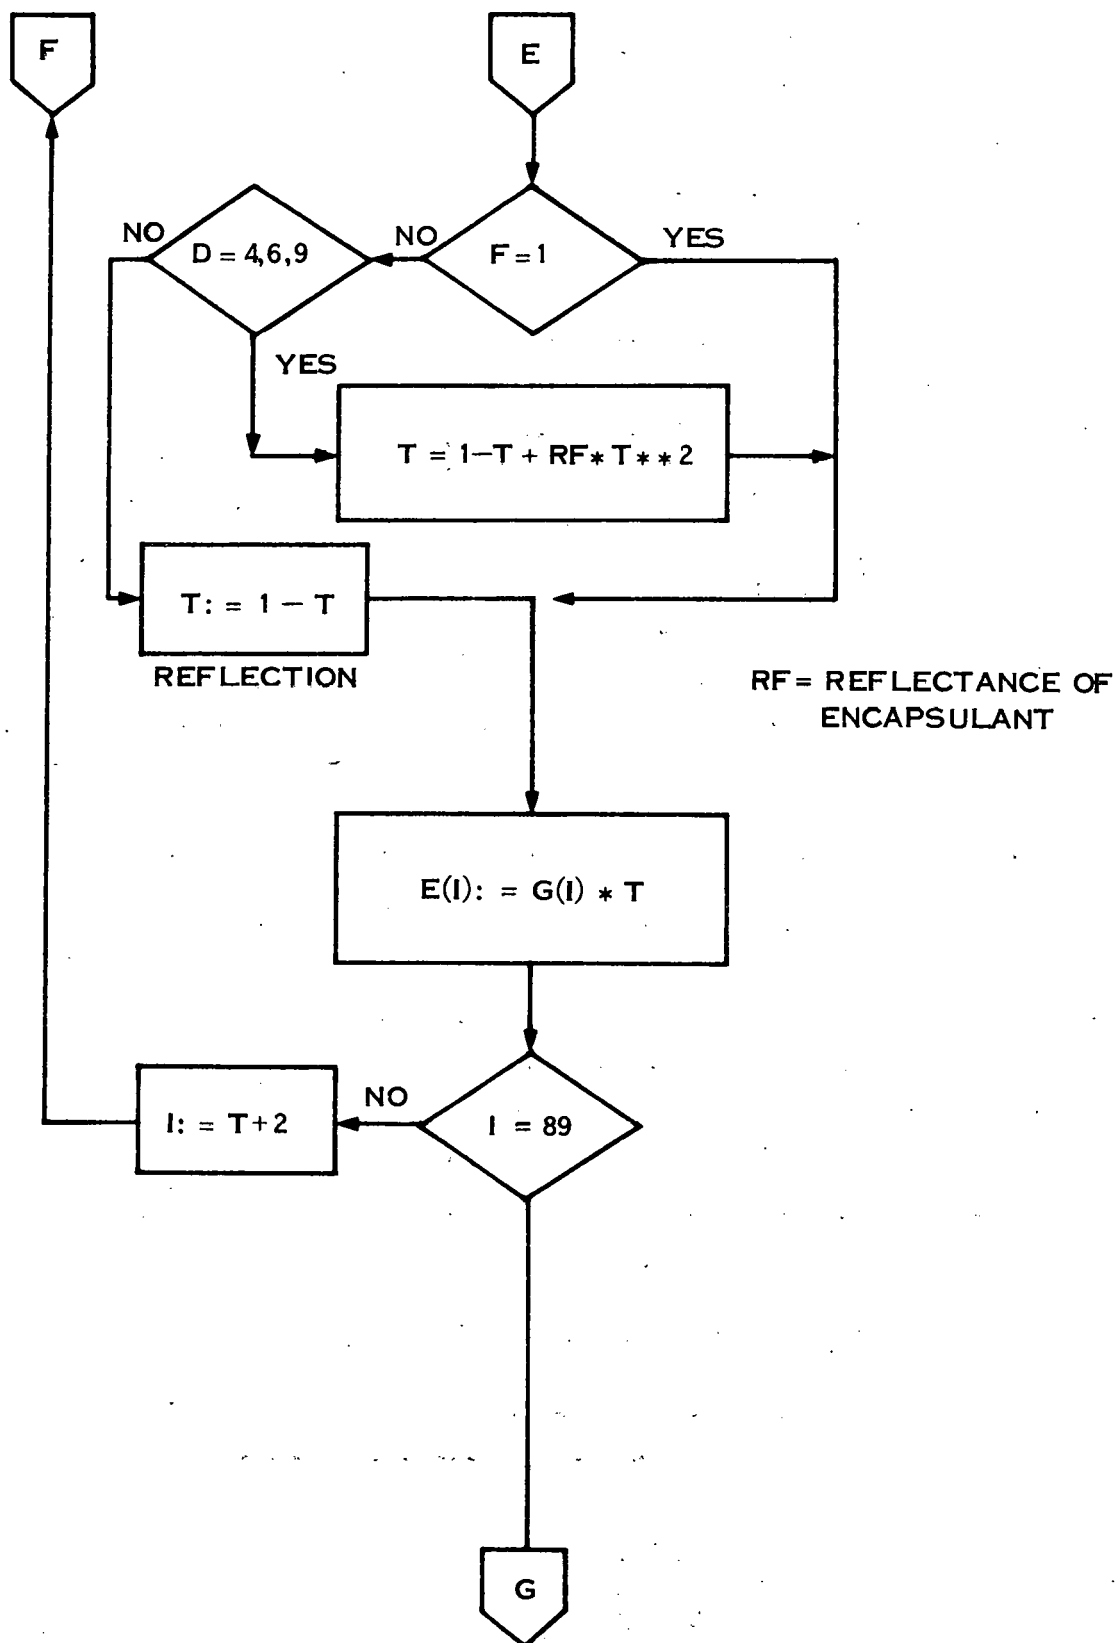 F
E
NO
D = 4,6,9
NO
F = 1
YES
YES
T = 1-T + RF* T**2
T: = 1 - T
REFLECTION
RF = REFLECTANCE OF
ENCAPSULANT
E(I): = G(I) * T
I: = T+2
NO
I = 89
G